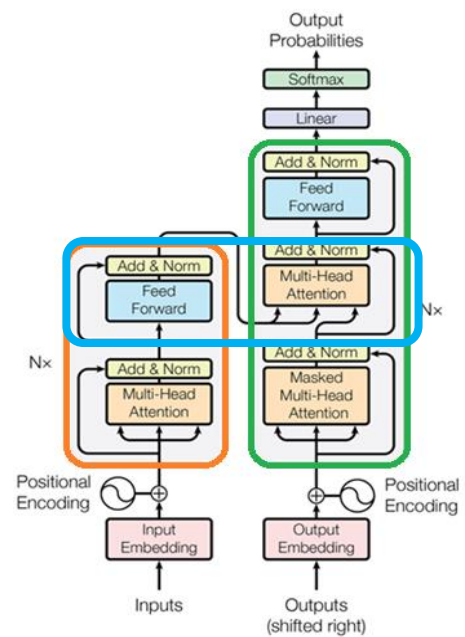 Output
Probabilities
Softmax
Linear
Add & Norm
Feed
Forward
Add & Norm
Multi-Head
Attention
Nx
Add & Norm
Masked
Multi-Head
Attention
Add & Norm
Feed
Forward
Nx
Add & Norm
Multi-Head
Attention
Positional
Encoding
Positional
Encoding
Input
Embedding
Output
Embedding
Inputs
Outputs
(shifted right)